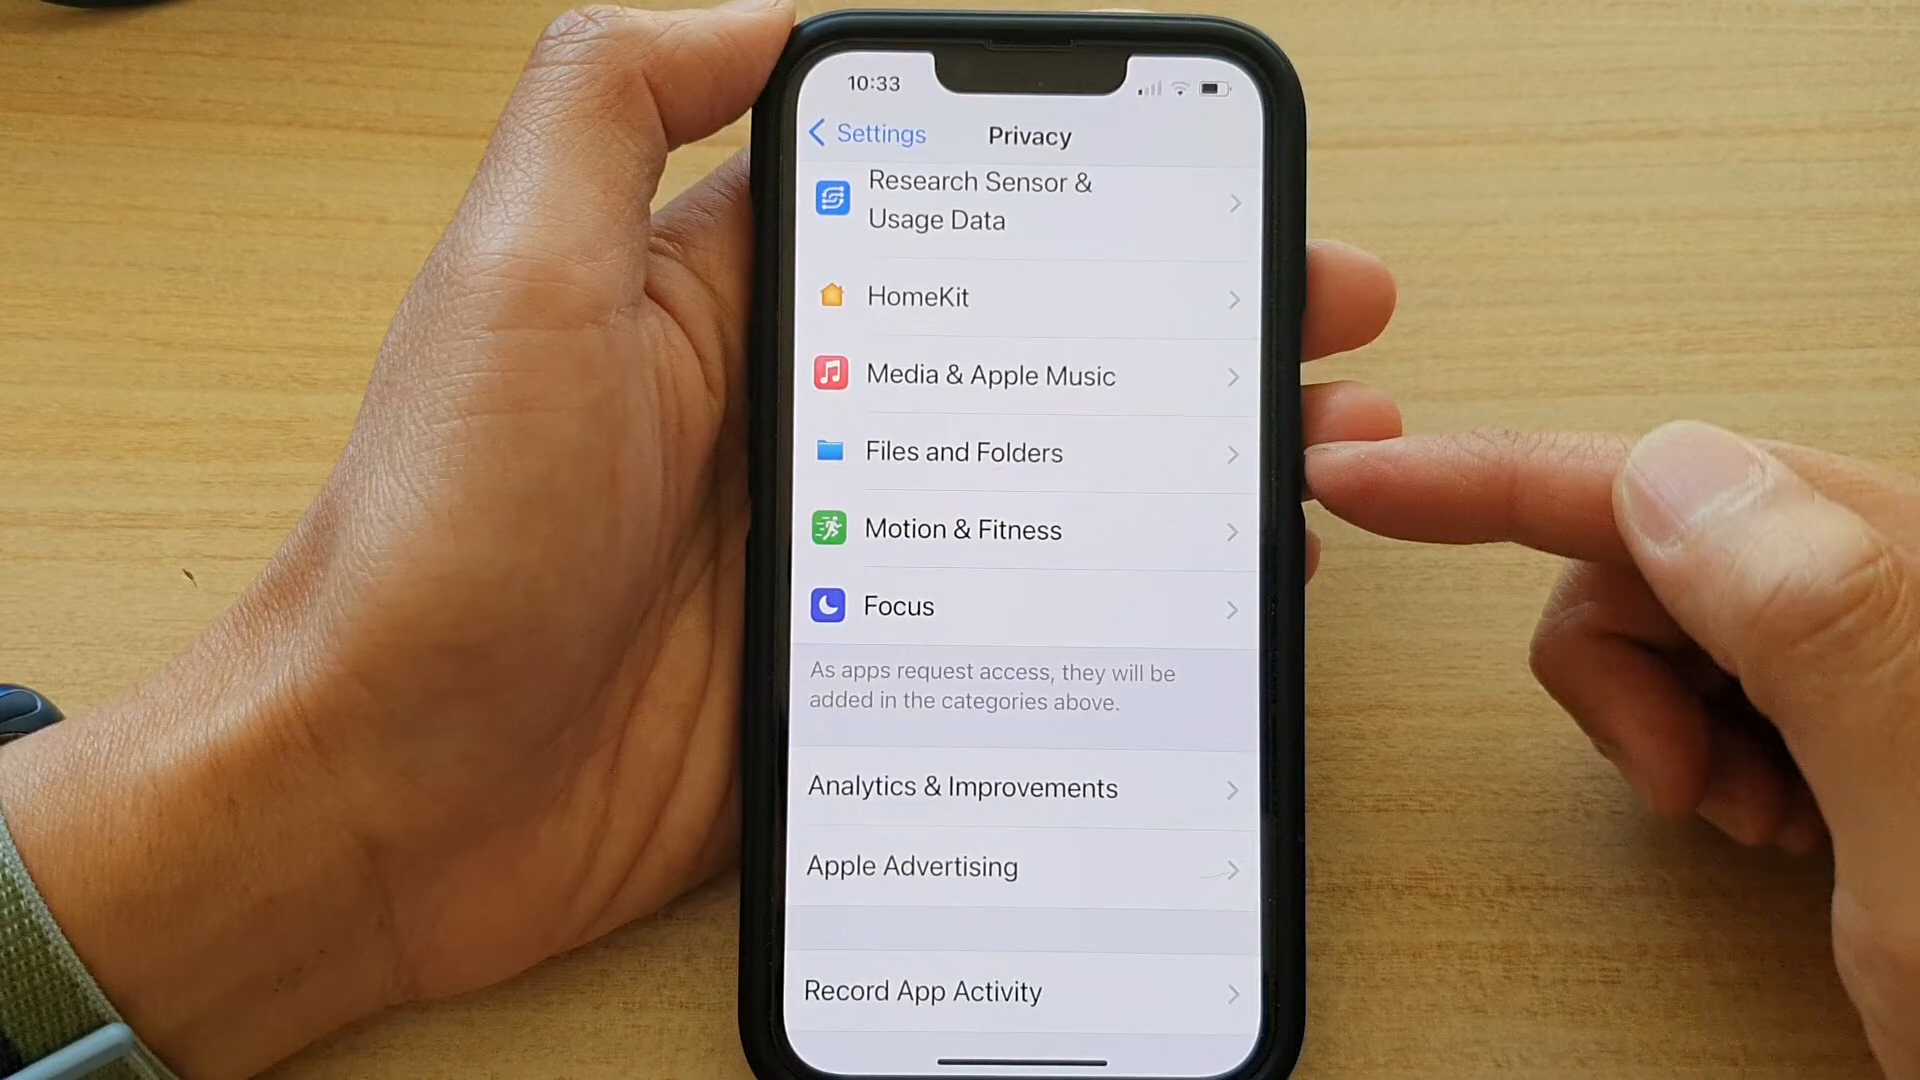 10:33
Settings
Privacy
Research Sensor &
Usage Data
HomeKit
Media & Apple Music
Files and Folders
Motion & Fitness
Focus
As apps request access, they will be
added in the categories above.
Analytics & Improvements
Apple Advertising
Record App Activity